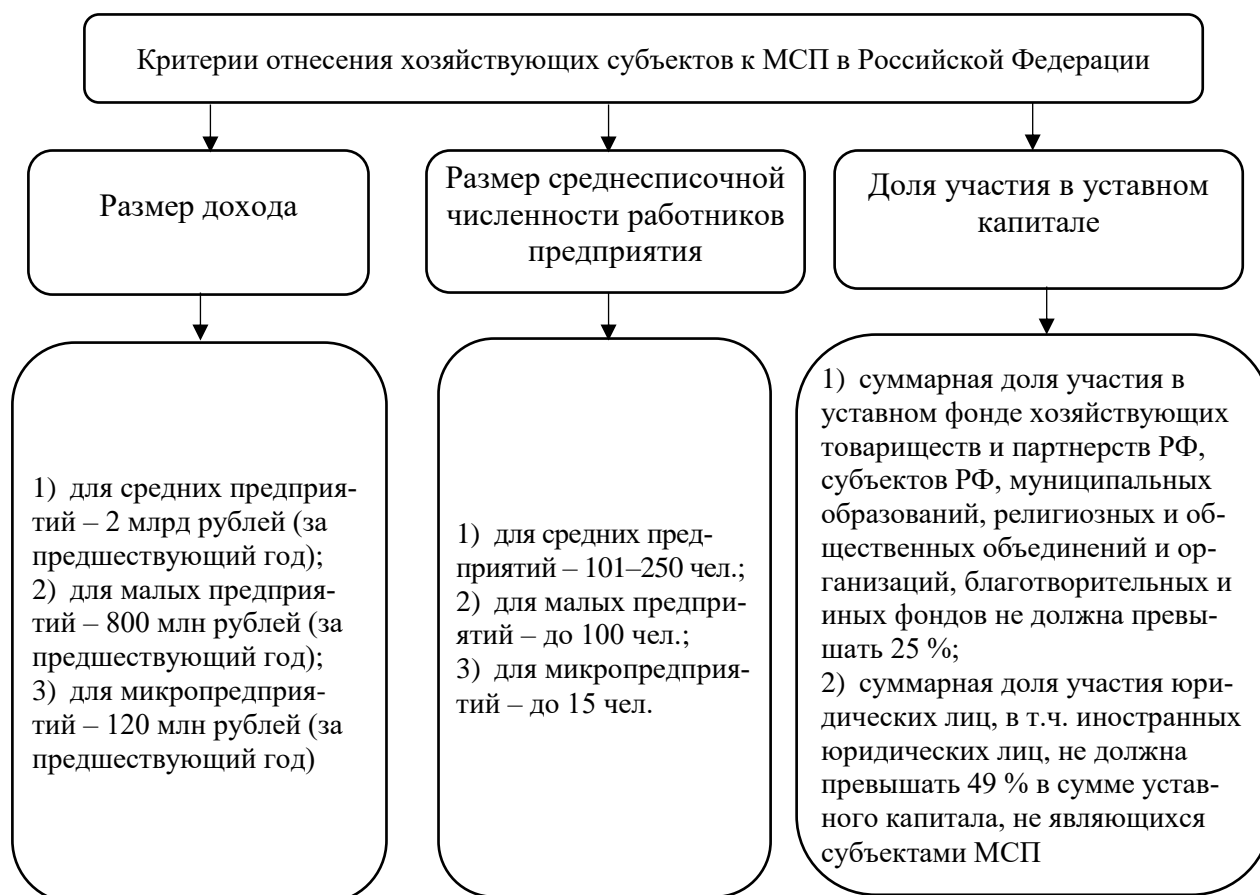 Критерии отнесения хозяйствующих субъектов к МСП в Российской Федерации
Размер дохода
Размер среднесписочной
численности работников
предприятия
Доля участия в уставном
капитале
1) для средних предприя-
тий – 2 млрд рублей (за
предшествующий год);
2) для малых предприя-
тий – 800 млн рублей (за
предшествующий год);
3) для микропредприя-
тий – 120 млн рублей (за
предшествующий год)
1) для средних пред-
приятий – 101–250 чел.;
2) для малых предпри-
ятий – до 100 чел.;
3) для микропредприя-
тий – до 15 чел.
1) суммарная доля участия в
уставном фонде хозяйствующих
товариществ и партнерств РФ,
субъектов РФ, муниципальных
образований, религиозных и об-
щественных объединений и ор-
ганизаций, благотворительных и
иных фондов не должна превы-
шать 25 %;
2) суммарная доля участия юри-
дических лиц, в т.ч. иностранных
юридических лиц, не должна
превышать 49 % в сумме устав-
ного капитала, не являющихся
субъектами МСП